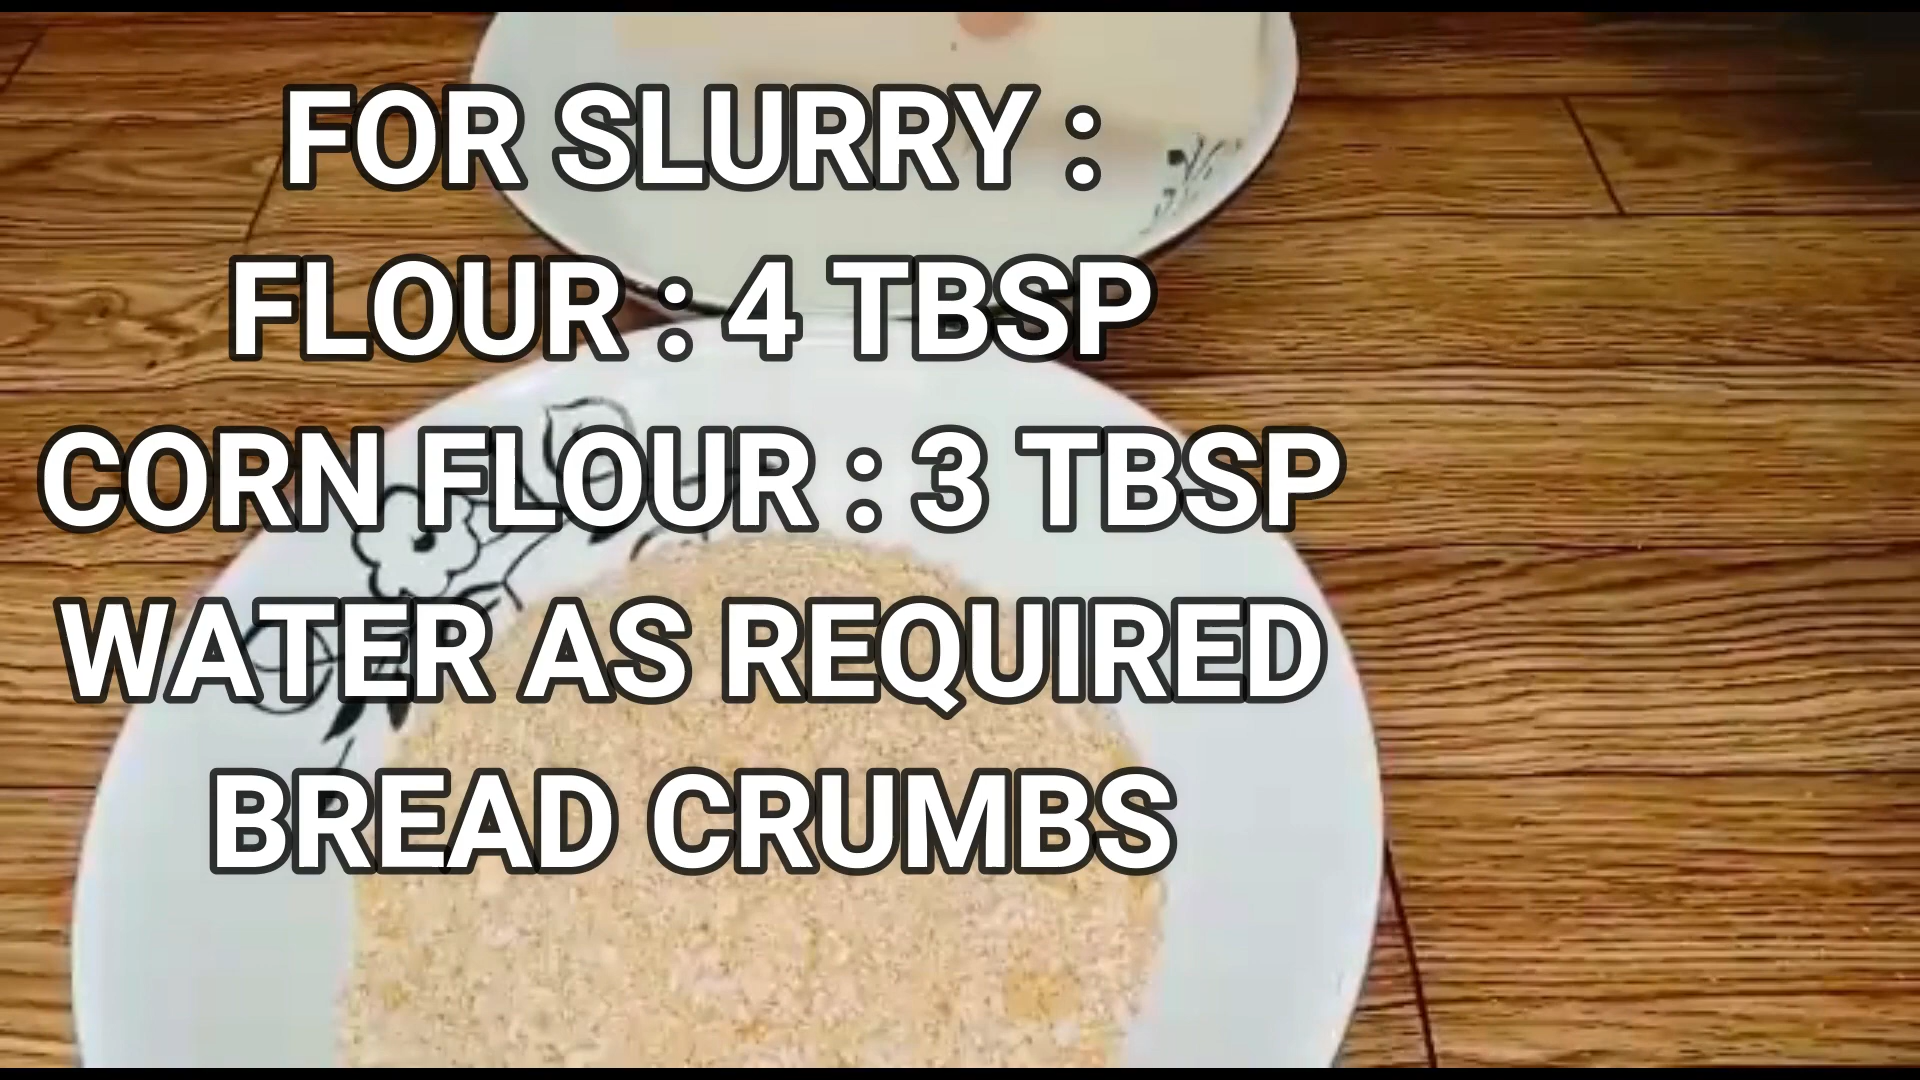 FOR SLURRY :
FLOUR : 4 TBSP
CORN FLOUR : 3 TBSP
WATER AS REQUIRED
BREAD CRUMBS